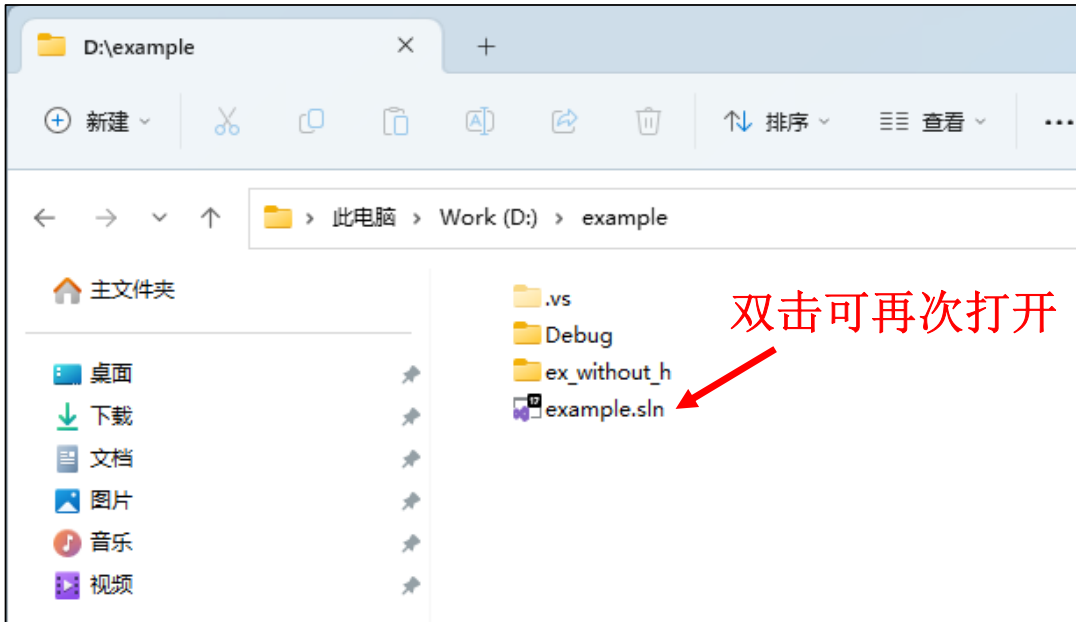 D:\example
新建
排序
查看
此电脑 > Work (D:) > example
主文件夹
.vs
双击可再次打开
Debug
桌面
ex_without_h
下载
example.sln
文档
图片
音乐
视频